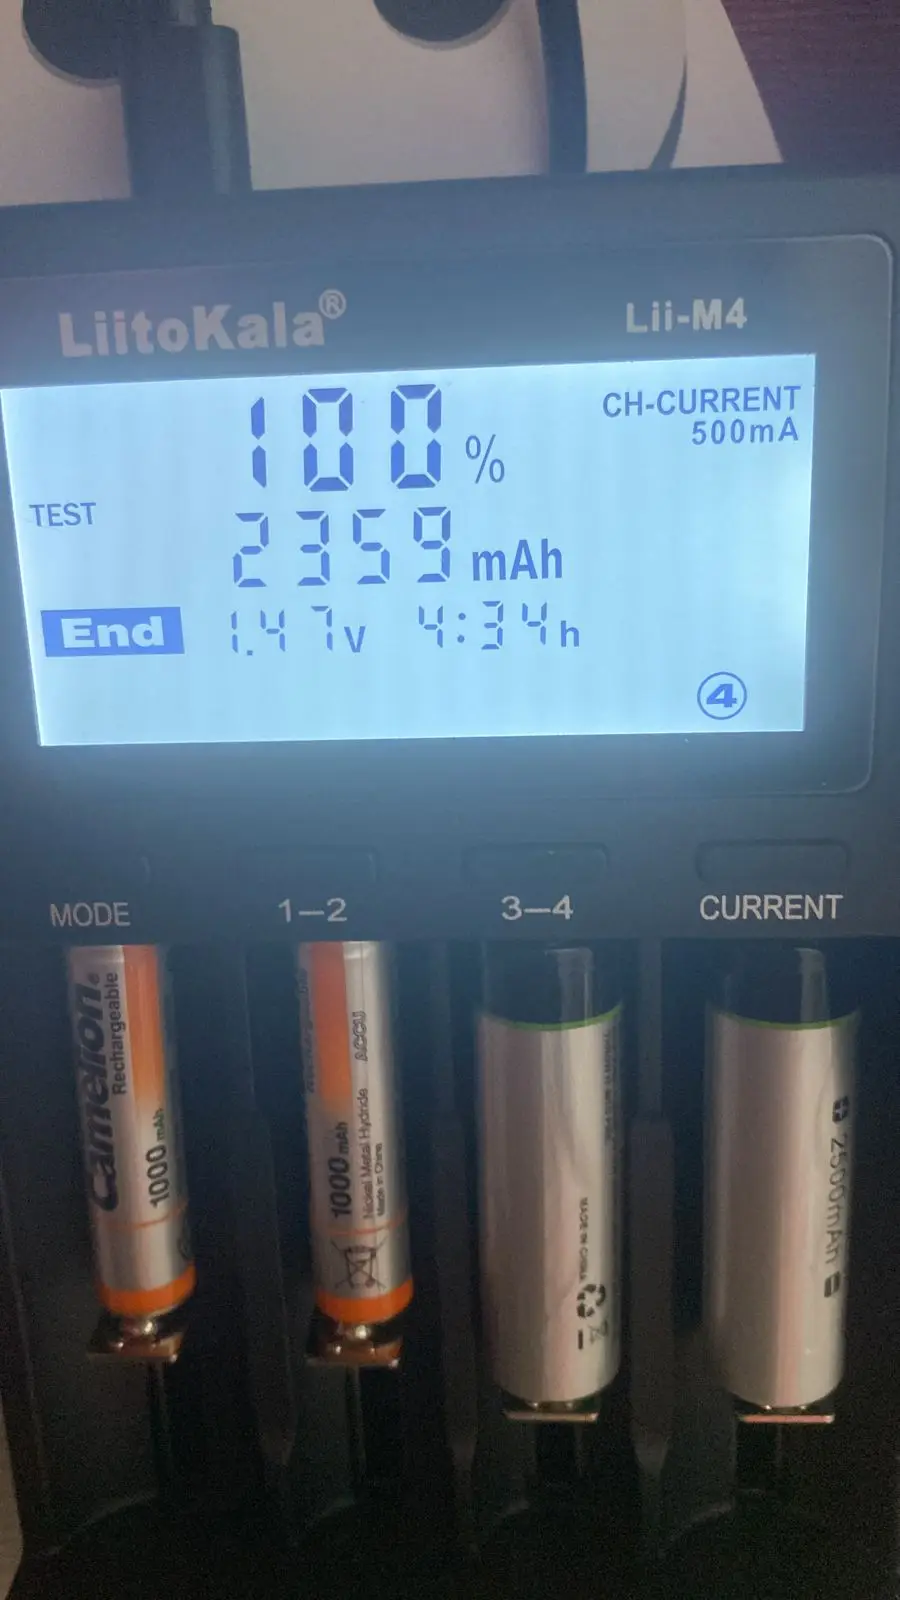 LiitoKala®
Lii-M4
100 %
CH-CURRENT
500mA
TEST
2359 mAh
End
1.47v 4:34h
④
MODE
1–2
3–4
CURRENT
Camelion®
Rechargeable
1000 mAh
ACCU
1000 mAh
Nickel Metal Hydride
Made in China
MADE IN CHINA
2500mAh